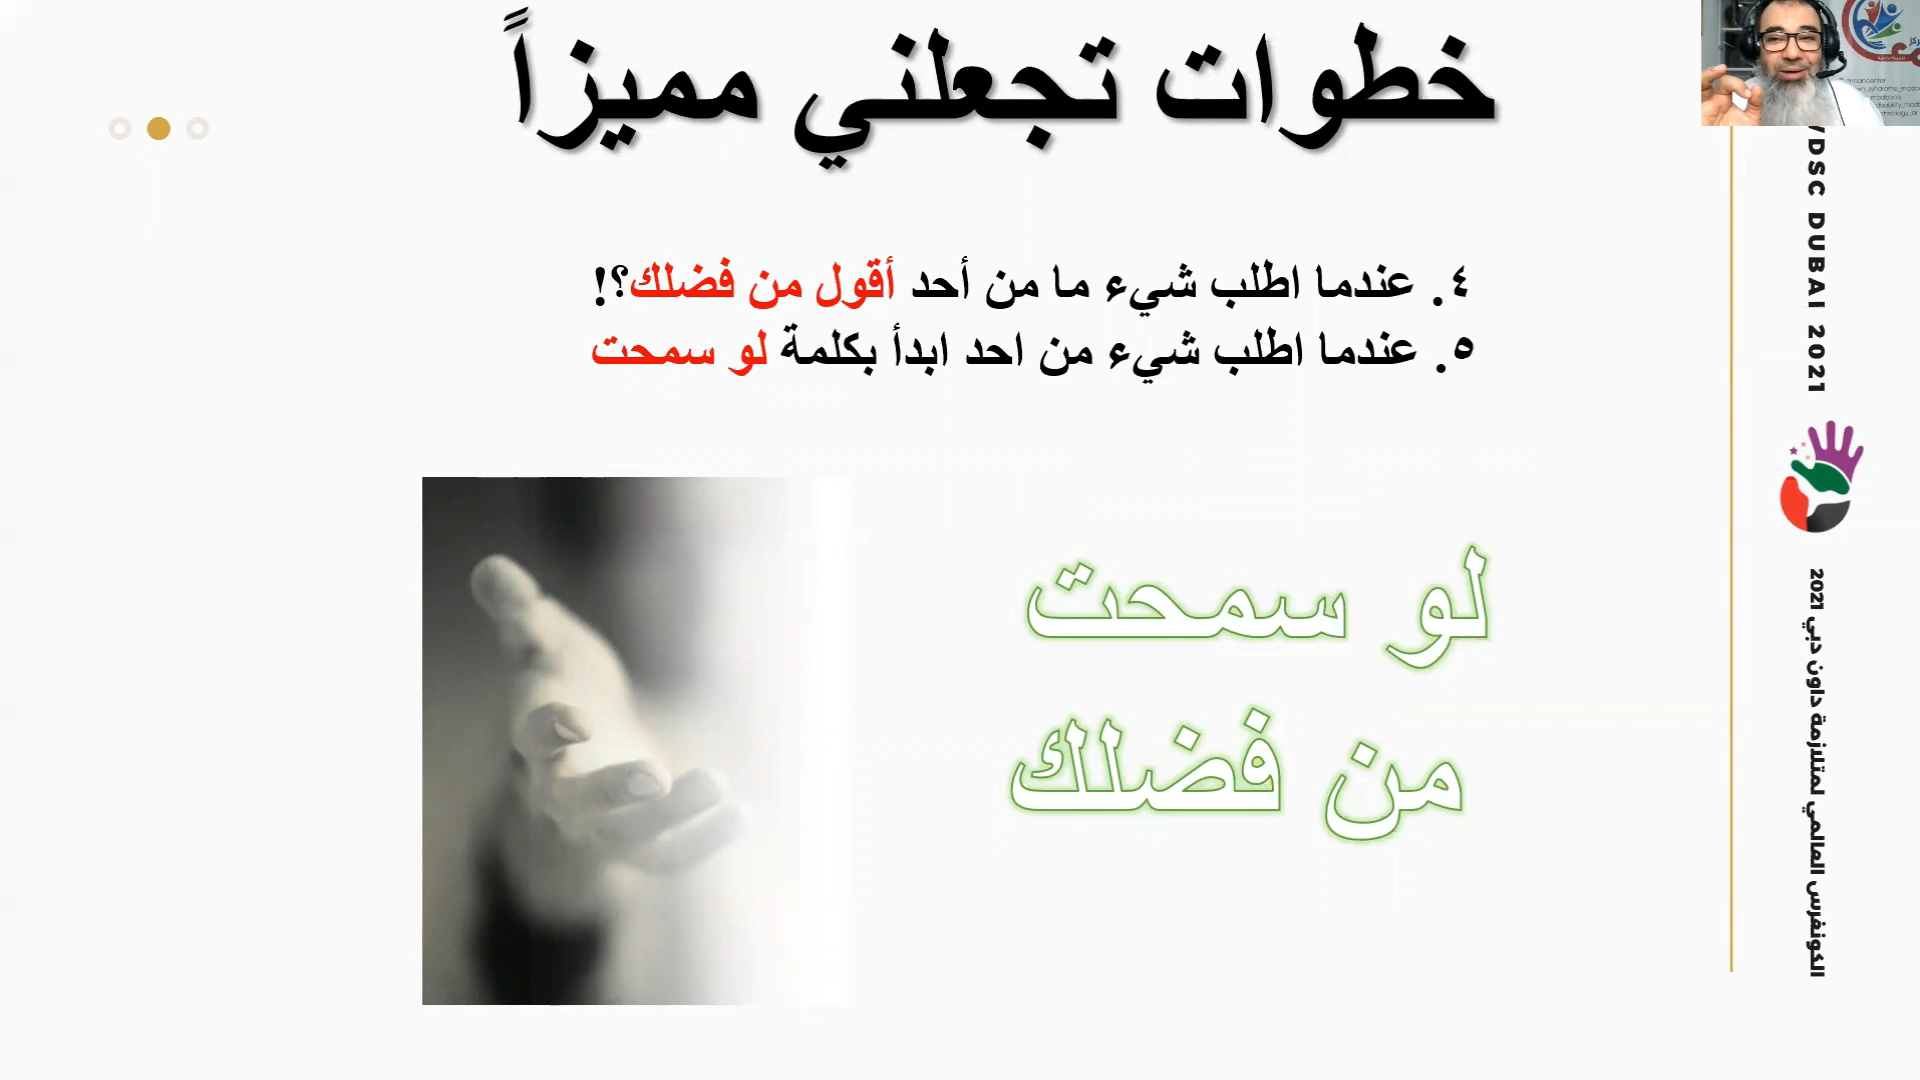 خطوات تجعلني مميزاً
٤. عندما اطلب شيء ما من أحد أقول من فضلك؟!
٥. عندما اطلب شيء من احد ابدأ بكلمة لو سمحت
لو سمحت
من فضلك
WDSC DUBAI 2021
الكونفرس العالمي لمتلازمة داون دبي 2021